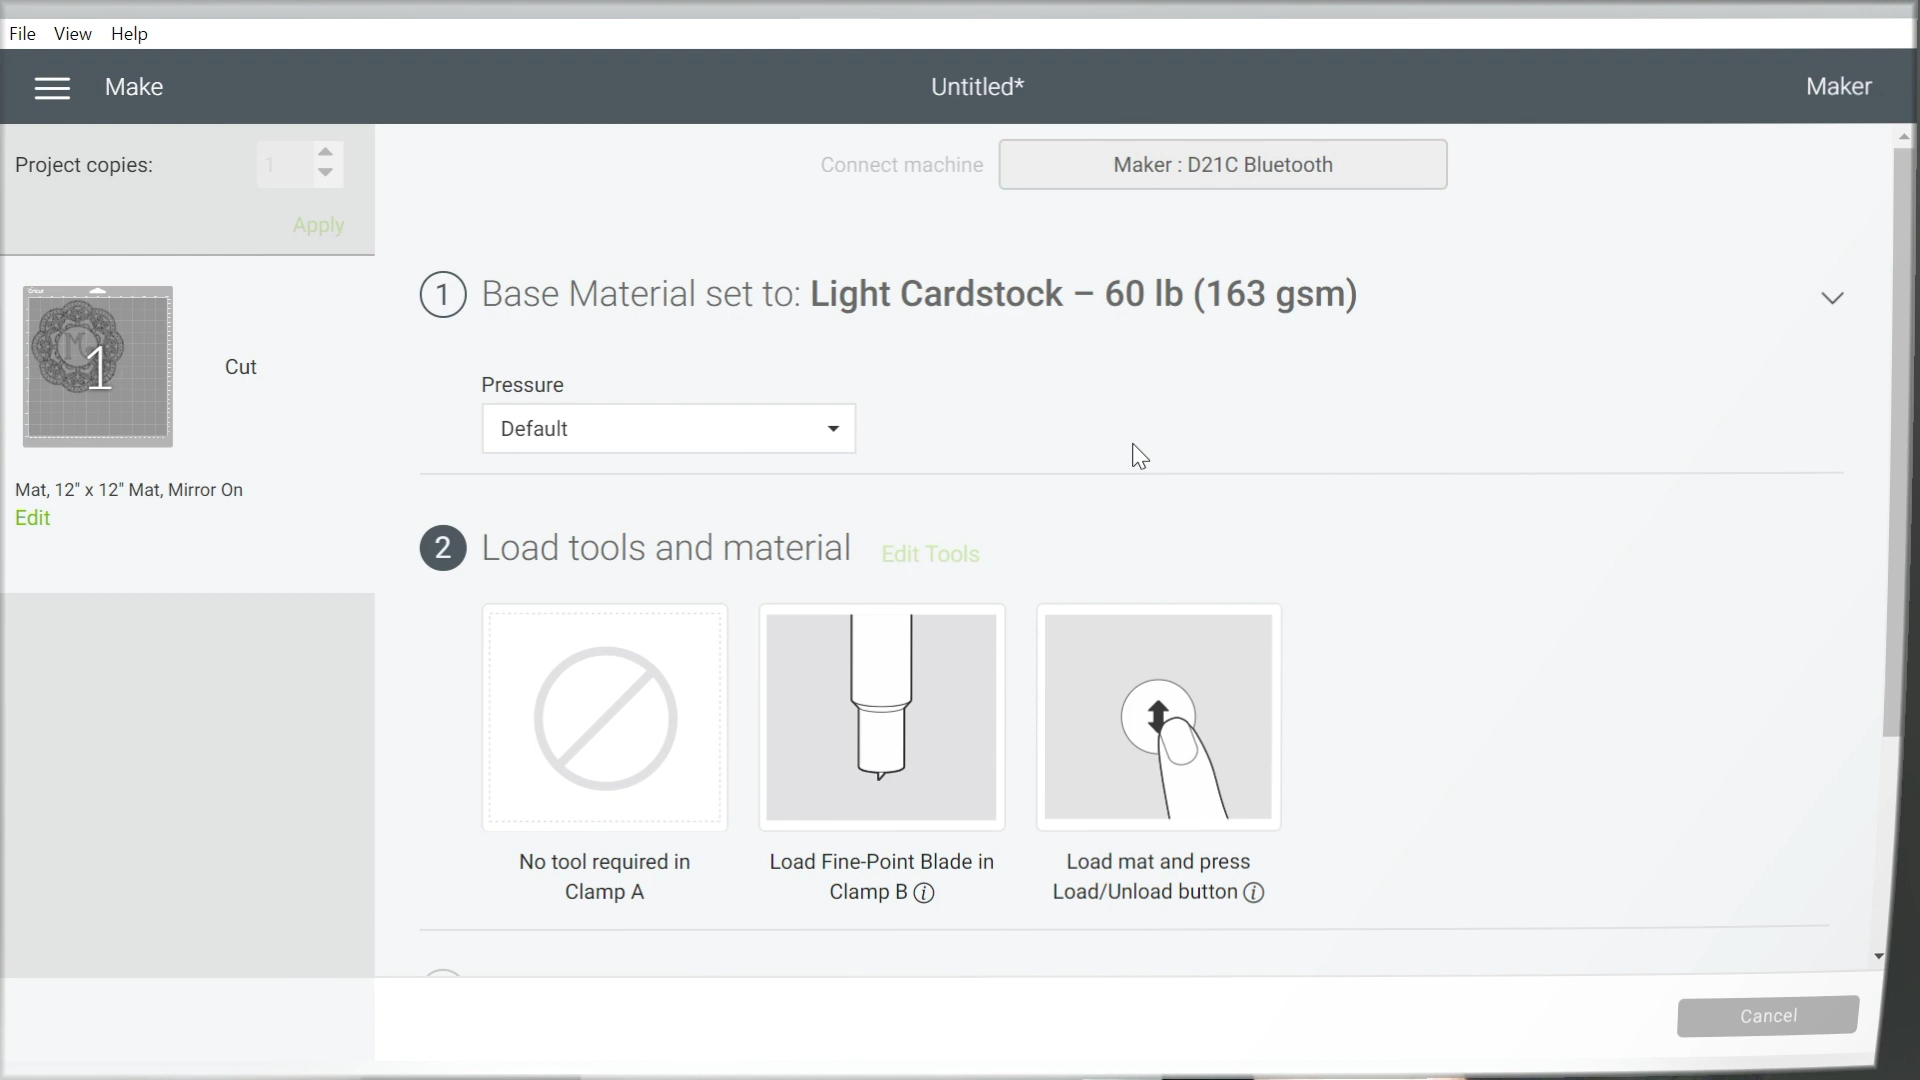 File View Help
Make
Untitled*
Maker
Project copies:
1
Apply
Connect machine
Maker : D21C Bluetooth
1 Base Material set to: Light Cardstock – 60 lb (163 gsm)
Cricut
M
1
Cut
Pressure
Default
Mat, 12" x 12" Mat, Mirror On
Edit
2 Load tools and material Edit Tools
No tool required in
Clamp A
Load Fine-Point Blade in
Clamp B
Load mat and press
Load/Unload button
Cancel